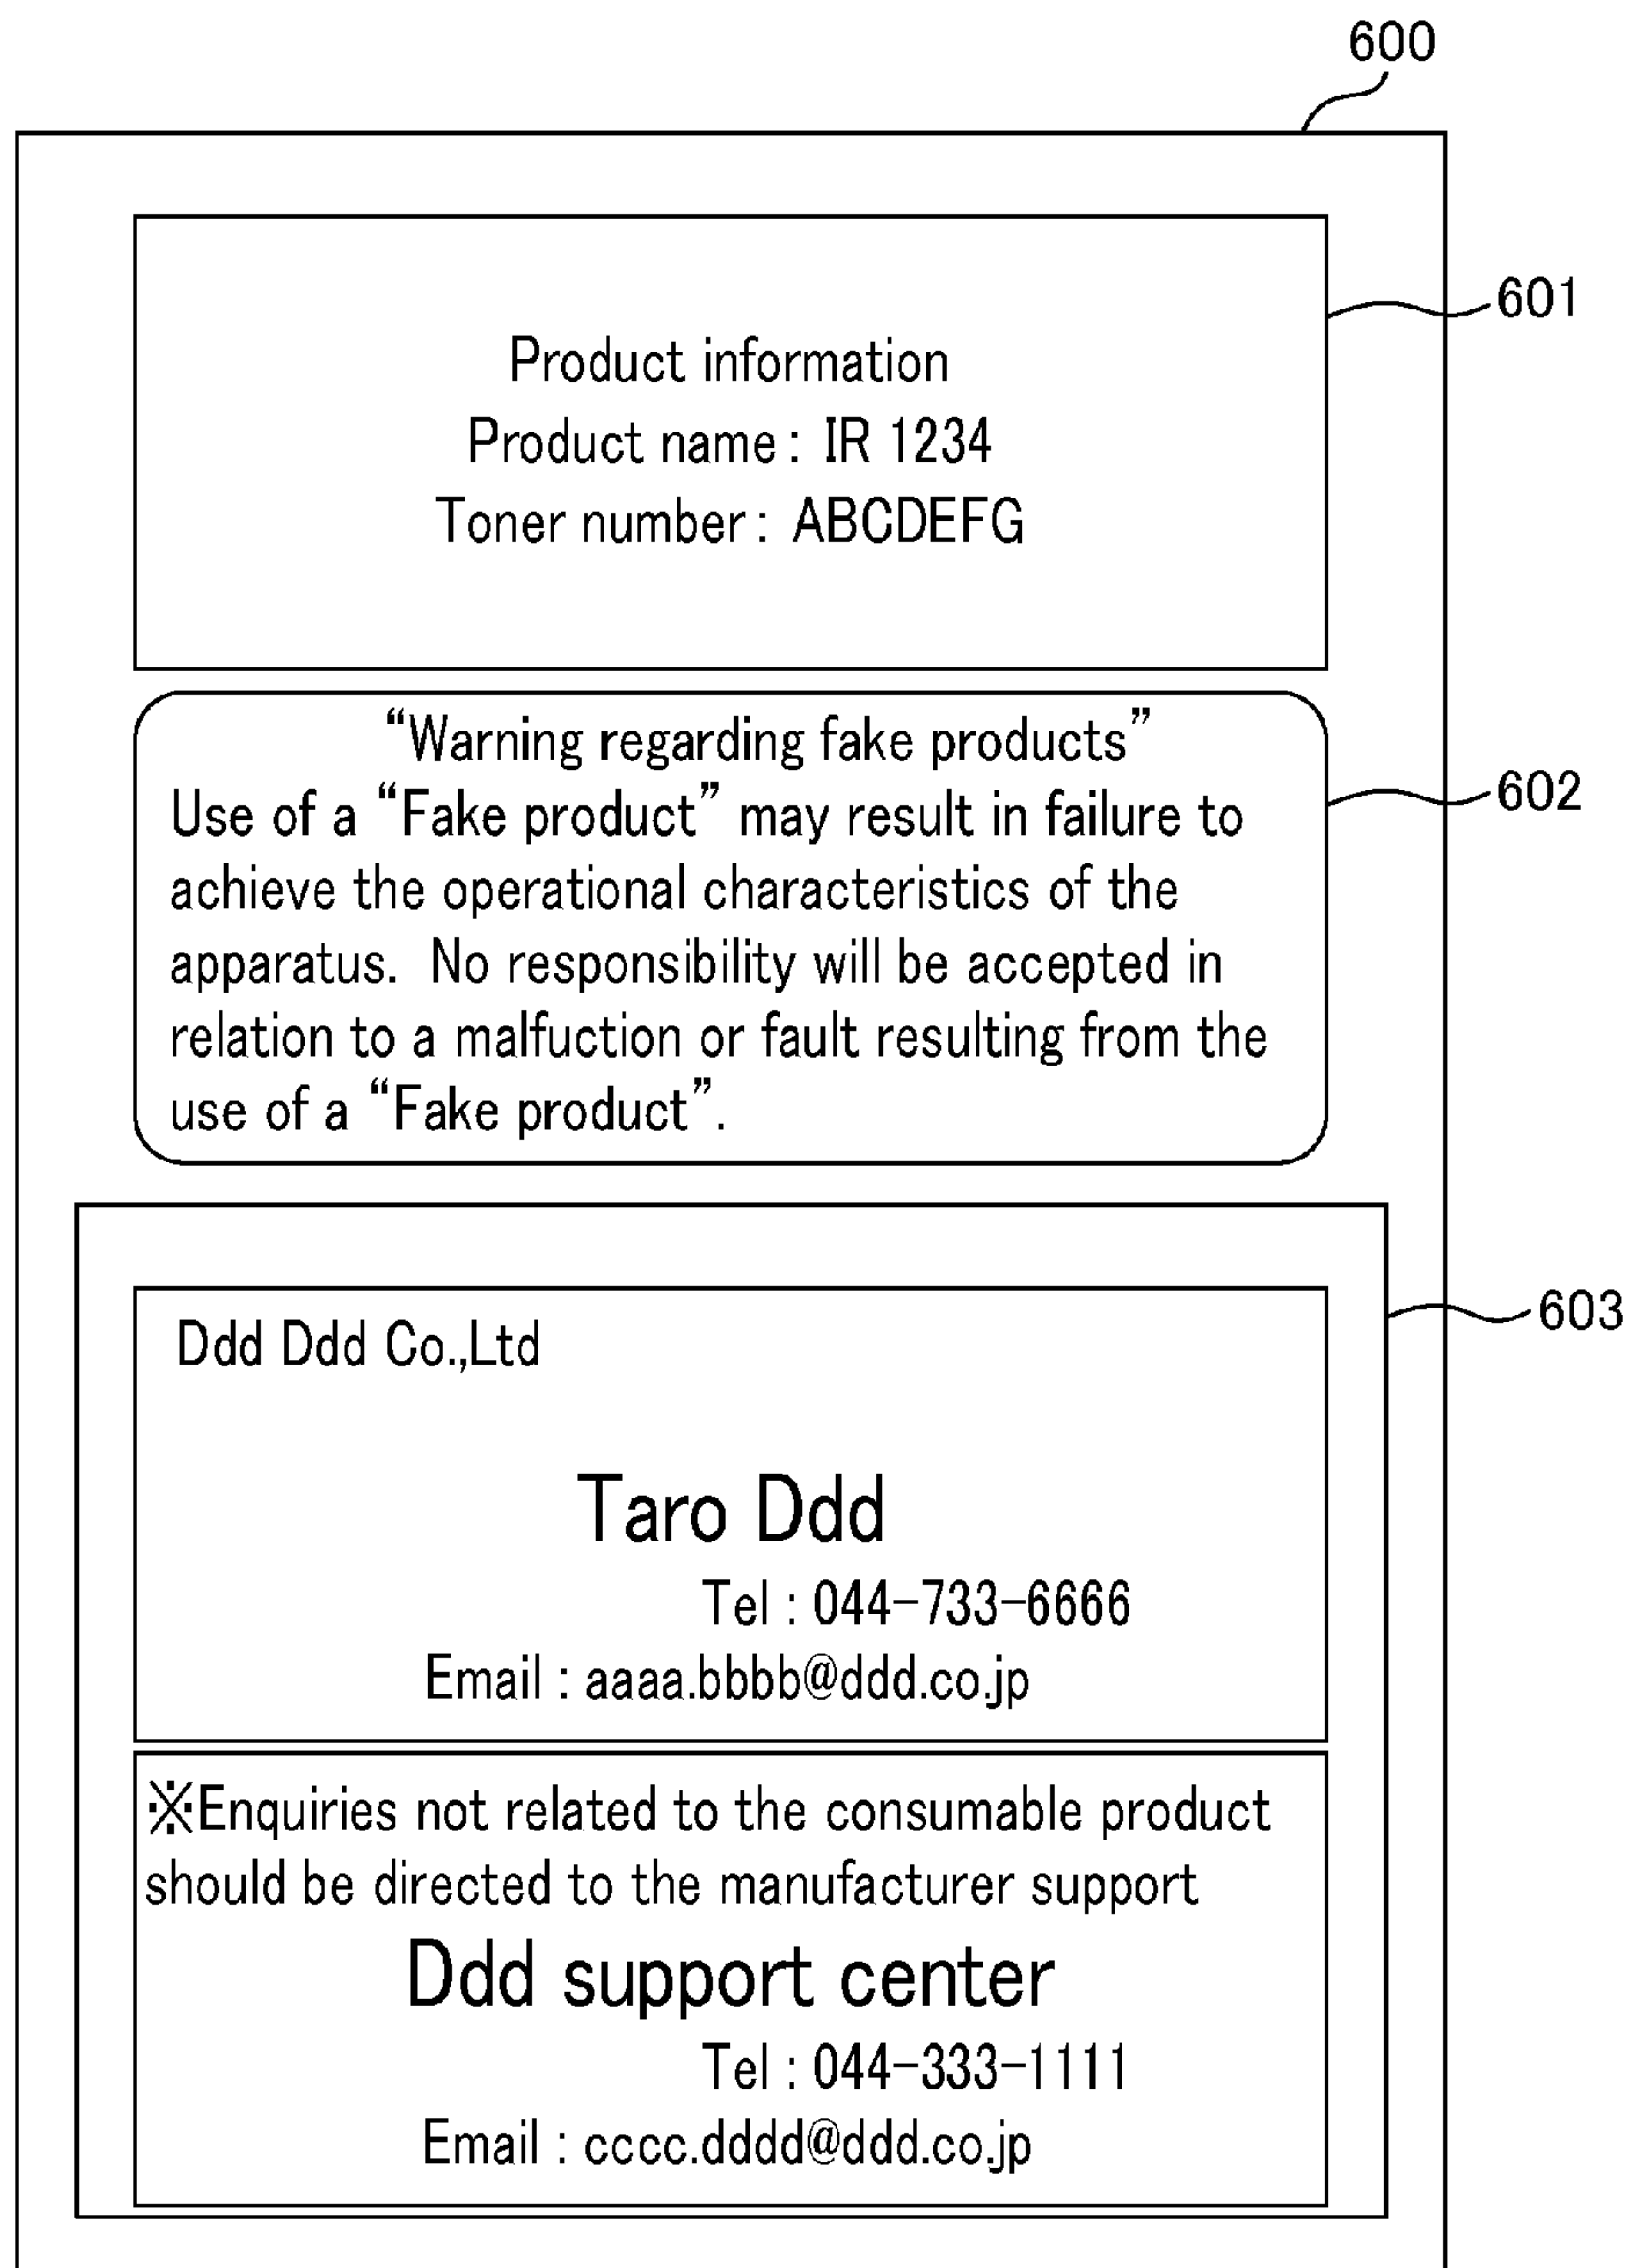 600
601
Product information
Product name : IR 1234
Toner number : ABCDEFG
602
“Warning regarding fake products”
Use of a “Fake product” may result in failure to
achieve the operational characteristics of the
apparatus. No responsibility will be accepted in
relation to a malfuction or fault resulting from the
use of a “Fake product”.
603
Ddd Ddd Co.,Ltd
Taro Ddd
Tel : 044-733-6666
Email : aaaa.bbbb@ddd.co.jp
※Enquiries not related to the consumable product
should be directed to the manufacturer support
Ddd support center
Tel : 044-333-1111
Email : cccc.dddd@ddd.co.jp